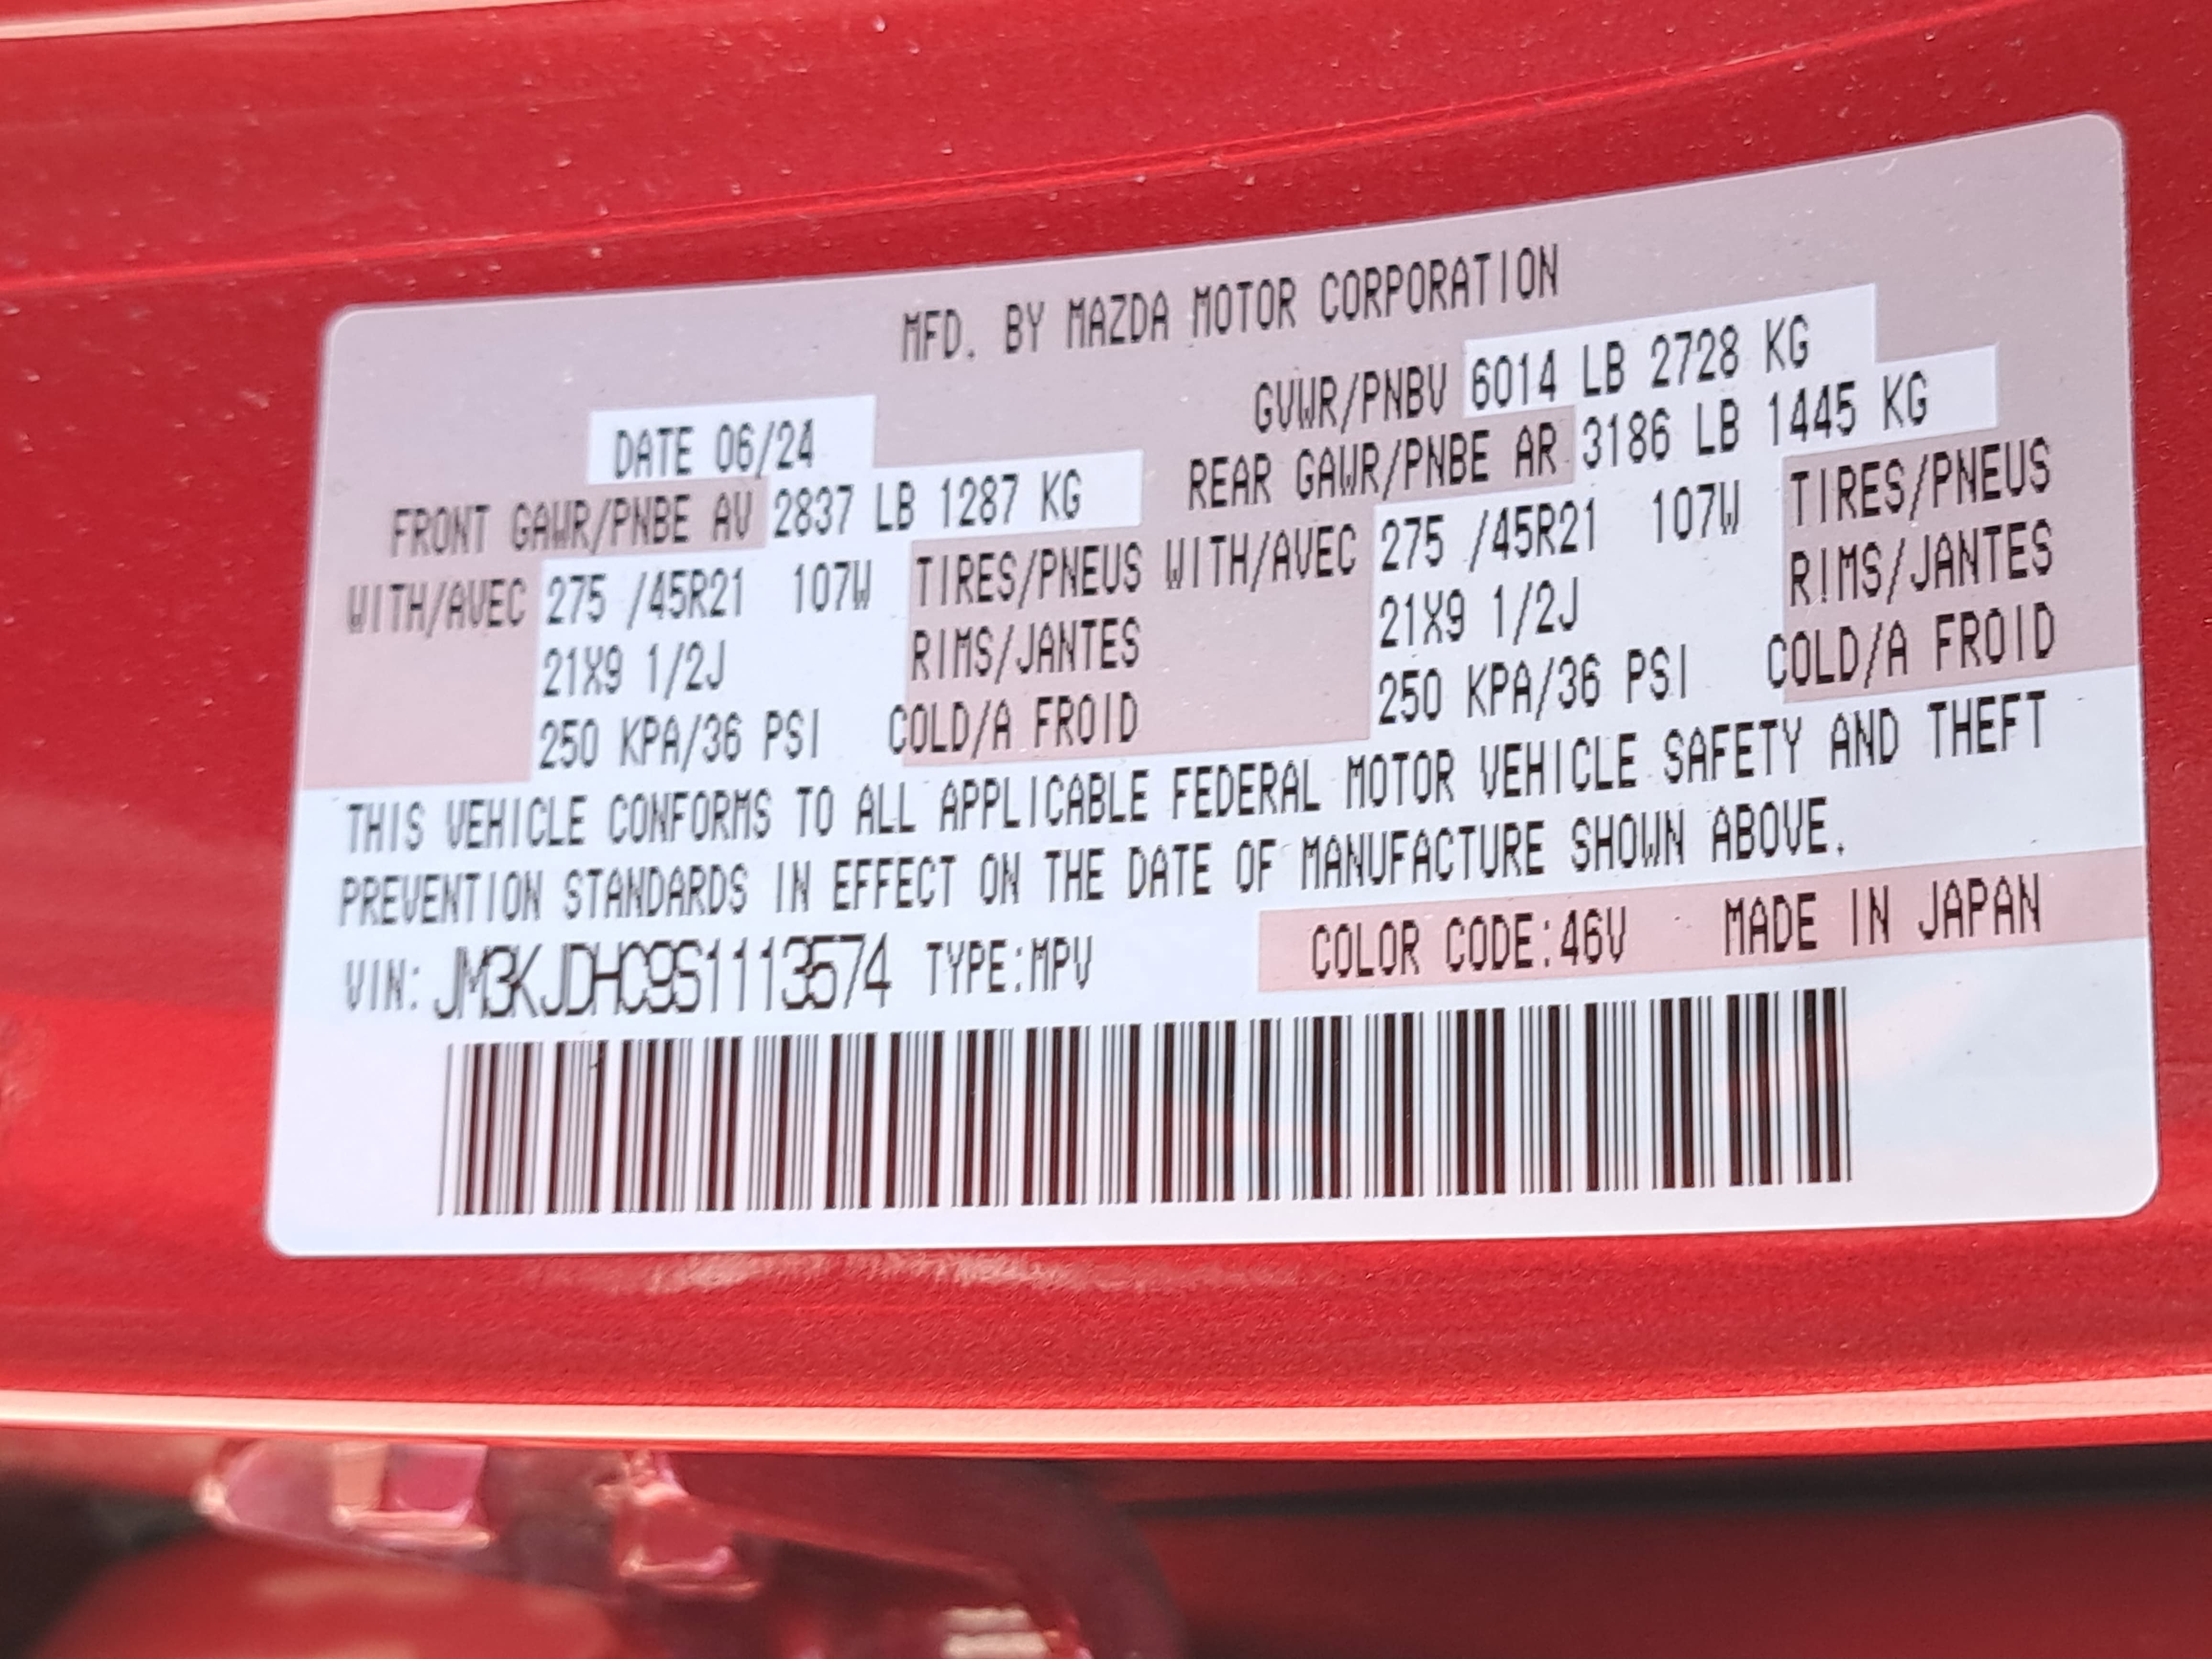 MFD. BY MAZDA MOTOR CORPORATION
DATE 06/24 GVWR/PNBV 6014 LB 2728 KG
FRONT GAWR/PNBE AV 2837 LB 1287 KG REAR GAWR/PNBE AR 3186 LB 1445 KG
WITH/AVEC 275 /45R21 107W TIRES/PNEUS WITH/AVEC 275 /45R21 107W TIRES/PNEUS
21X9 1/2J RIMS/JANTES 21X9 1/2J RIMS/JANTES
250 KPA/36 PSI COLD/A FROID 250 KPA/36 PSI COLD/A FROID
THIS VEHICLE CONFORMS TO ALL APPLICABLE FEDERAL MOTOR VEHICLE SAFETY AND THEFT
PREVENTION STANDARDS IN EFFECT ON THE DATE OF MANUFACTURE SHOWN ABOVE.
VIN: JM3KJDHC9S1113574 TYPE:MPV COLOR CODE:46V MADE IN JAPAN